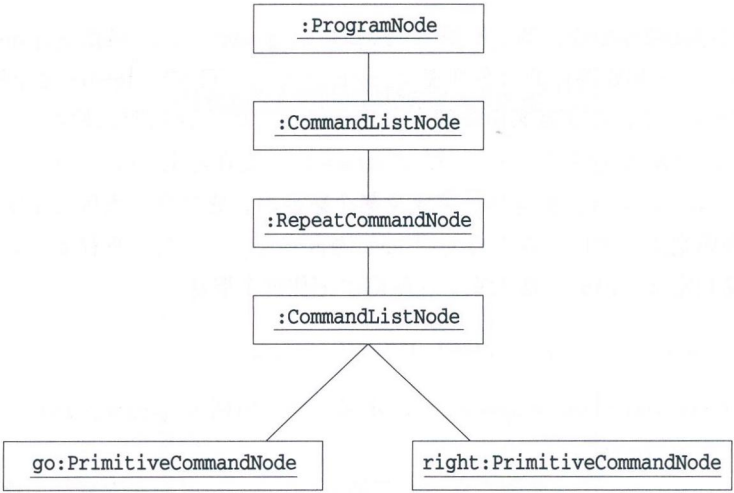 :ProgramNode
:CommandListNode
:RepeatCommandNode
:CommandListNode
go:PrimitiveCommandNode
right:PrimitiveCommandNode